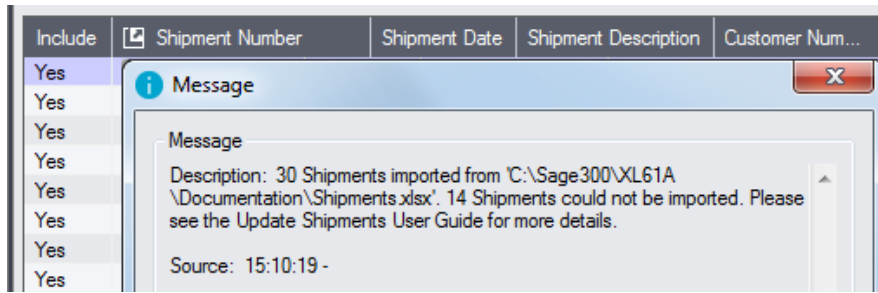 Include Shipment Number Shipment Date Shipment Description Customer Num...
Yes
Message
Yes
Yes
Message
Yes
Description: 30 Shipments imported from 'C:\Sage300\XL61A
Yes
\Documentation\Shipments.xlsx'. 14 Shipments could not be imported. Please
Yes
see the Update Shipments User Guide for more details.
Yes
Source: 15:10:19 -
Yes